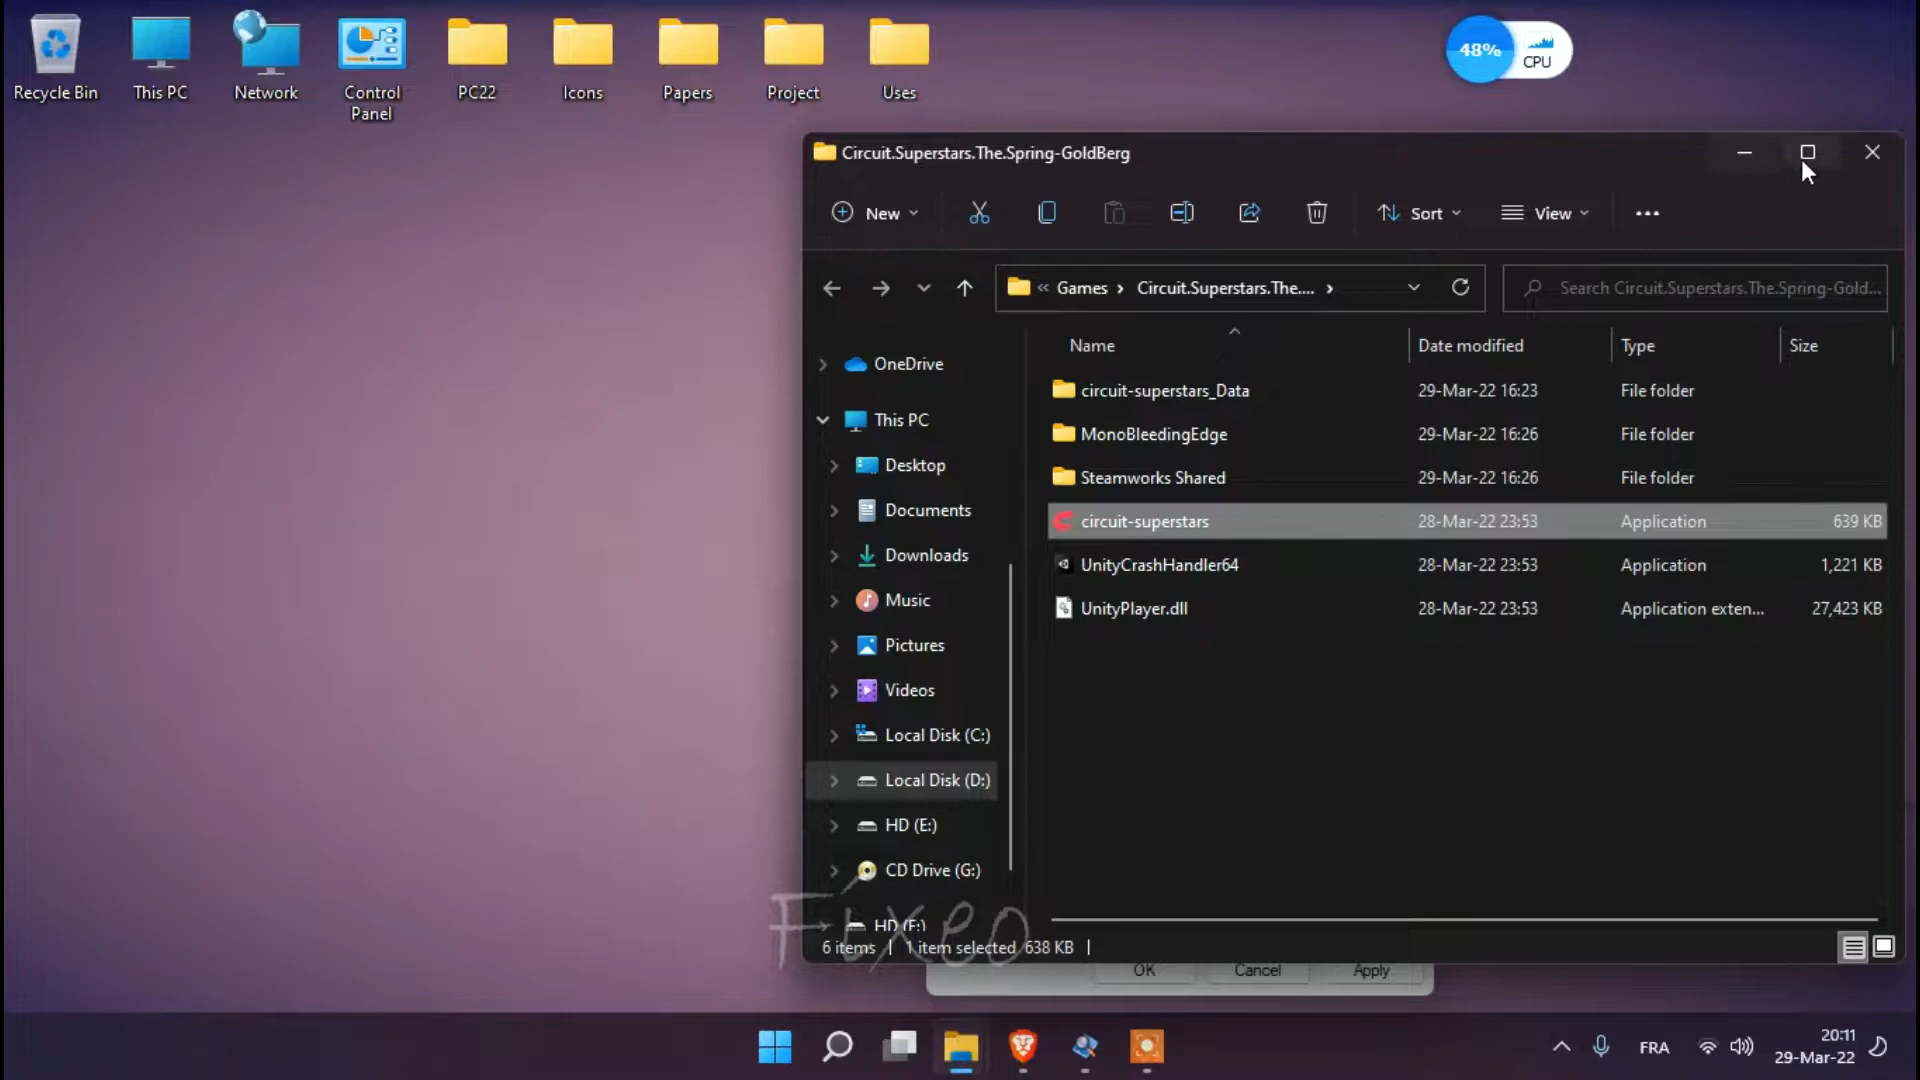 Recycle Bin
This PC
Network
Control Panel
PC22
Icons
Papers
Project
Uses
48%
CPU
Circuit.Superstars.The.Spring-GoldBerg
New
Sort
View
« Games › Circuit.Superstars.The.... ›
Search Circuit.Superstars.The.Spring-Gold...
Name Date modified Type Size
circuit-superstars_Data 29-Mar-22 16:23 File folder
MonoBleedingEdge 29-Mar-22 16:26 File folder
Steamworks Shared 29-Mar-22 16:26 File folder
circuit-superstars 28-Mar-22 23:53 Application 639 KB
UnityCrashHandler64 28-Mar-22 23:53 Application 1,221 KB
UnityPlayer.dll 28-Mar-22 23:53 Application exten... 27,423 KB
OneDrive
This PC
Desktop
Documents
Downloads
Music
Pictures
Videos
Local Disk (C:)
Local Disk (D:)
HD (E:)
CD Drive (G:)
HD (E:)
Fixeo
6 items | 1 item selected 638 KB |
OK Cancel Apply
FRA
20:11
29-Mar-22